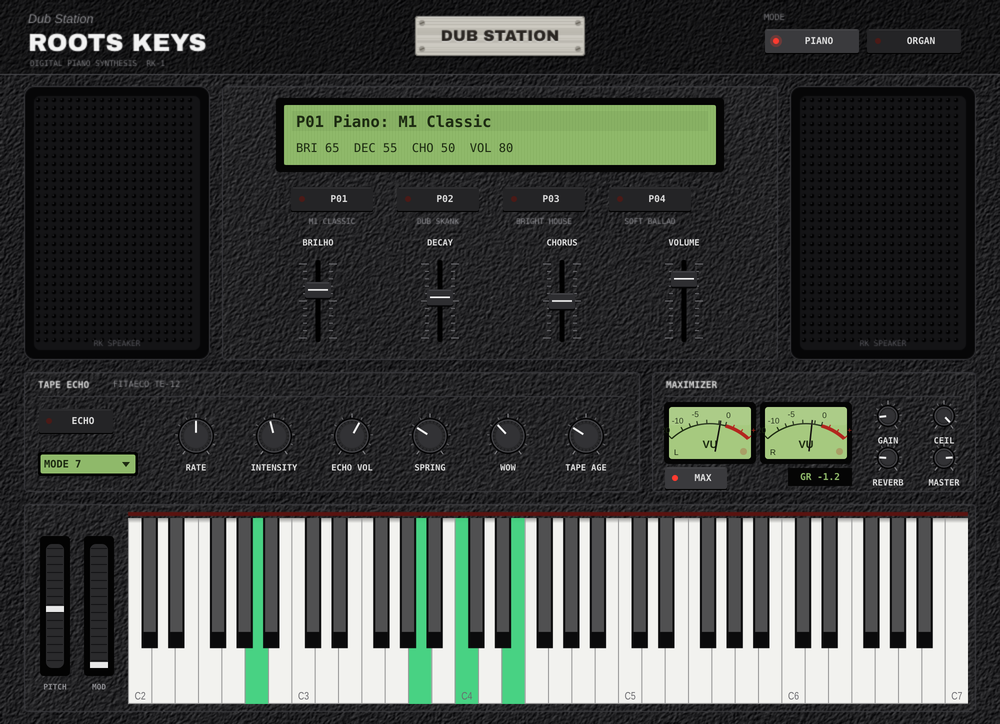 Dub Station
ROOTS KEYS
DIGITAL PIANO SYNTHESIS RK-1
DUB STATION
MODE
PIANO
ORGAN
P01 Piano: M1 Classic
BRI 65 DEC 55 CHO 50 VOL 80
P01
P02
P03
P04
M1 CLASSIC
DUB SKANK
BRIGHT HOUSE
SOFT BALLAD
BRILHO
DECAY
CHORUS
VOLUME
RK SPEAKER
RK SPEAKER
TAPE ECHO
FITAECO TE-12
ECHO
MODE 7
RATE
INTENSITY
ECHO VOL
SPRING
WOW
TAPE AGE
MAXIMIZER
-10 -5 0
VU
L
-10 -5 0
VU
R
MAX
GR -1.2
GAIN
CEIL
REVERB
MASTER
PITCH
MOD
C2
C3
C4
C5
C6
C7